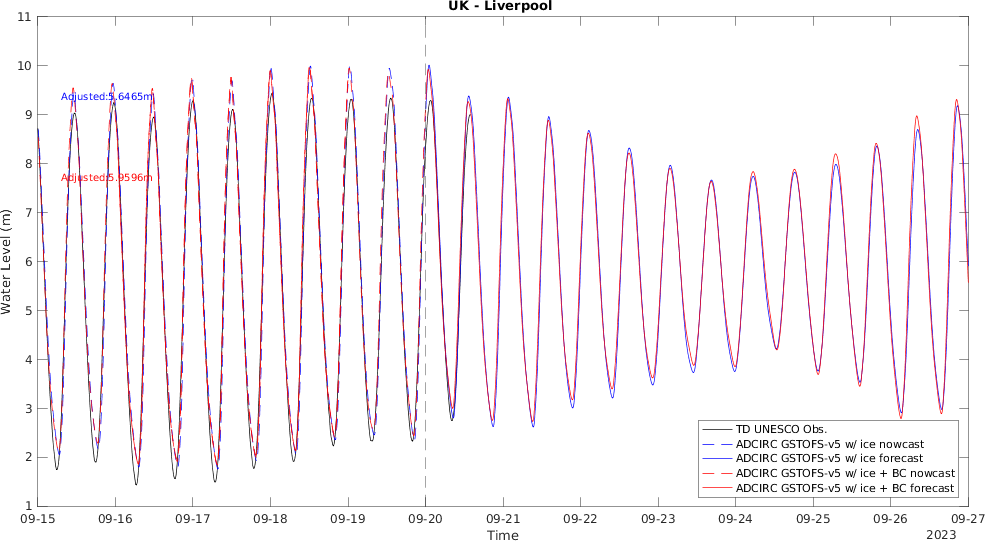 UK - Liverpool
11
10
9
8
7
6
5
4
3
2
1
Water Level (m)
Adjusted:5.6465m
Adjusted:5.9596m
TD UNESCO Obs.
ADCIRC GSTOFS-v5 w/ ice nowcast
ADCIRC GSTOFS-v5 w/ ice forecast
ADCIRC GSTOFS-v5 w/ ice + BC nowcast
ADCIRC GSTOFS-v5 w/ ice + BC forecast
09-15 09-16 09-17 09-18 09-19 09-20 09-21 09-22 09-23 09-24 09-25 09-26 09-27
Time
2023